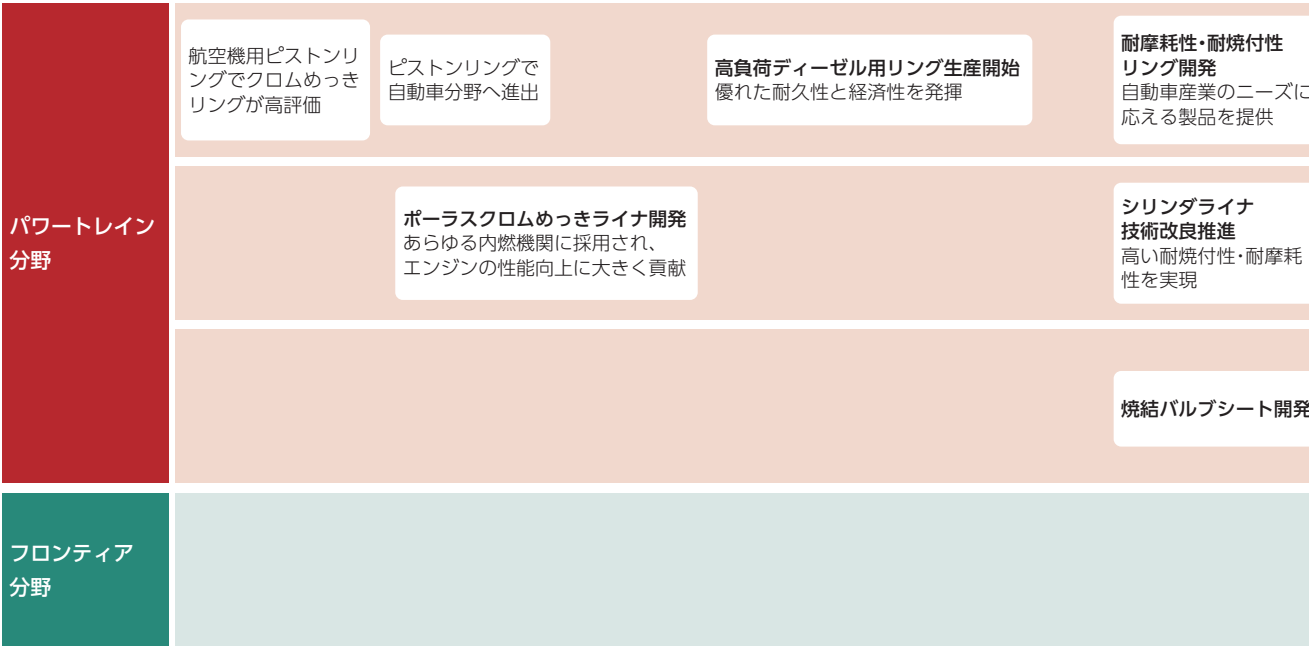 パワートレイン
分野
航空機用ピストンリ
ングでクロムめっき
リングが高評価
ピストンリングで
自動車分野へ進出
高負荷ディーゼル用リング生産開始
優れた耐久性と経済性を発揮
耐摩耗性・耐焼付性
リング開発
自動車産業のニーズに
応える製品を提供
ポーラスクロムめっきライナ開発
あらゆる内燃機関に採用され、
エンジンの性能向上に大きく貢献
シリンダライナ
技術改良推進
高い耐焼付性・耐摩耗
性を実現
焼結バルブシート開発
フロンティア
分野